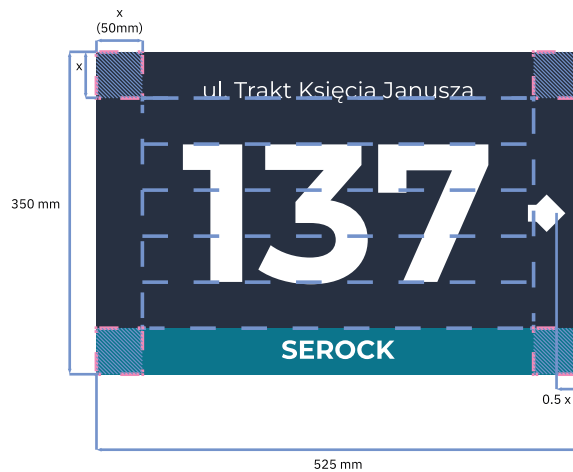 x
(50mm)
x
ul. Trakt Księcia Janusza
137
350 mm
SEROCK
0.5 x
525 mm